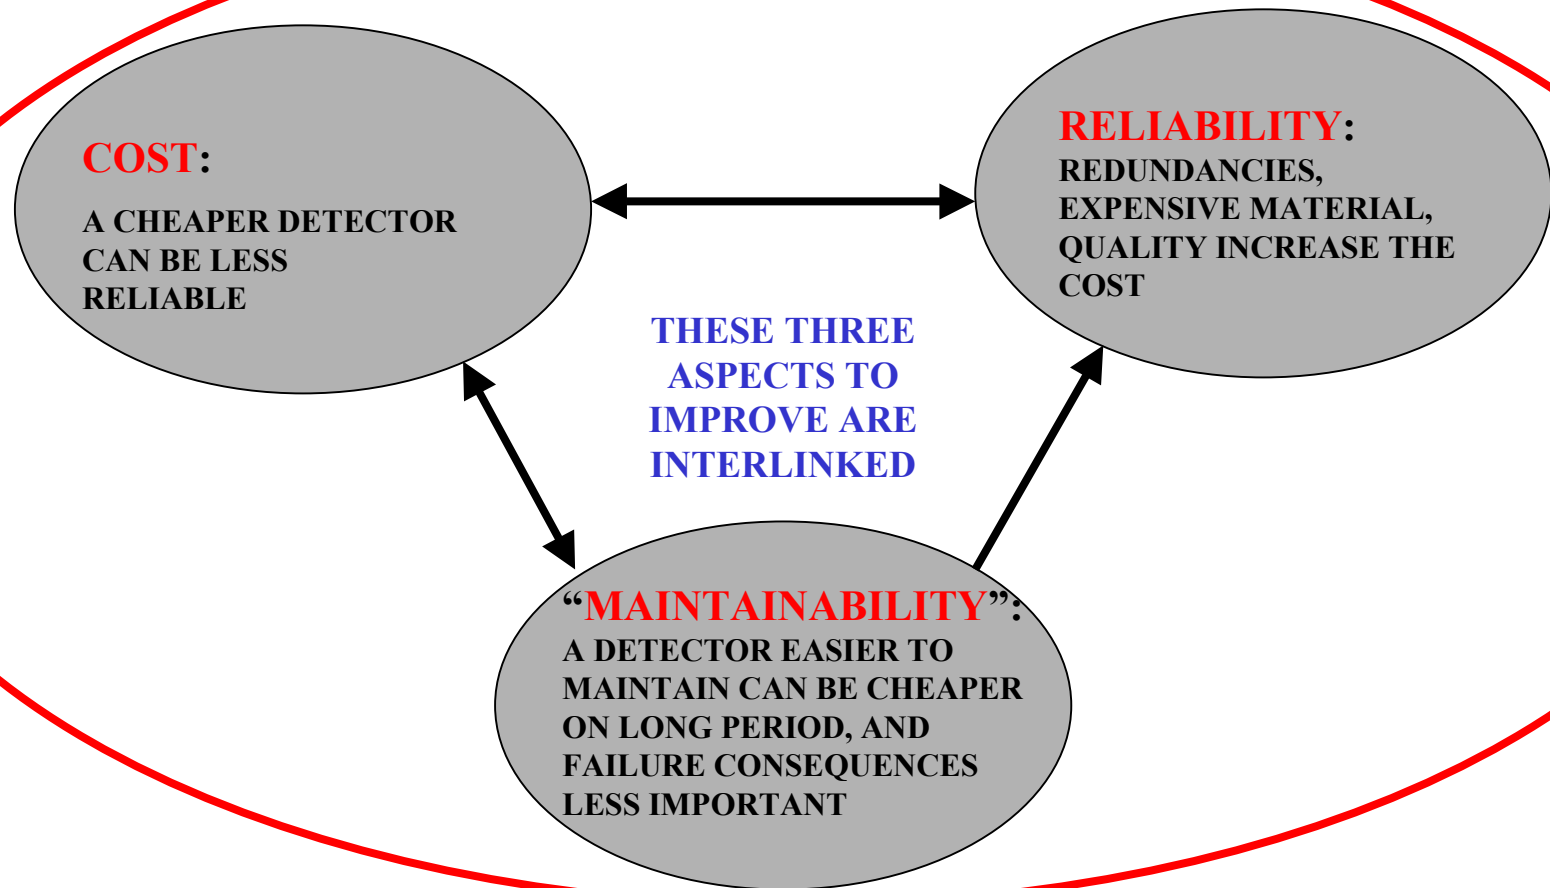 COST:
A CHEAPER DETECTOR
CAN BE LESS
RELIABLE
RELIABILITY:
REDUNDANCIES,
EXPENSIVE MATERIAL,
QUALITY INCREASE THE
COST
THESE THREE
ASPECTS TO
IMPROVE ARE
INTERLINKED
“MAINTAINABILITY”:
A DETECTOR EASIER TO
MAINTAIN CAN BE CHEAPER
ON LONG PERIOD, AND
FAILURE CONSEQUENCES
LESS IMPORTANT